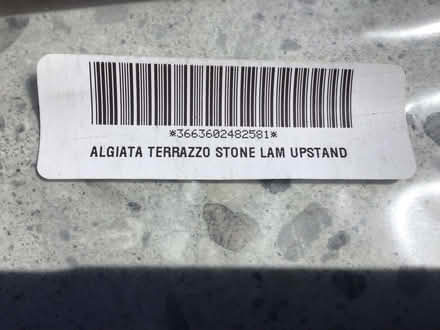 *3663602482581*
ALGIATA TERRAZZO STONE LAM UPSTAND